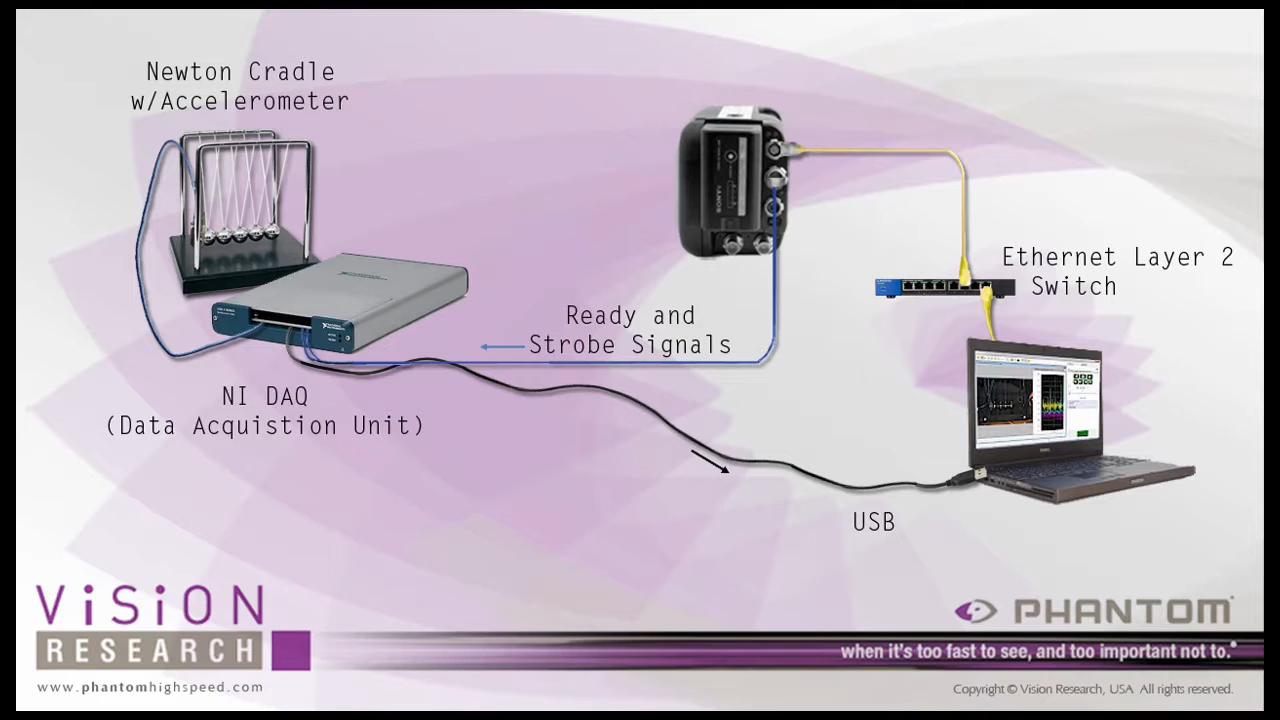 Newton Cradle
w/Accelerometer
Ethernet Layer 2
Switch
Ready and
Strobe Signals
NI DAQ
(Data Acquistion Unit)
USB
ViSiON
RESEARCH
www.phantomhighspeed.com
PHANTOM
when it's too fast to see, and too important not to.®
Copyright © Vision Research, USA All rights reserved.